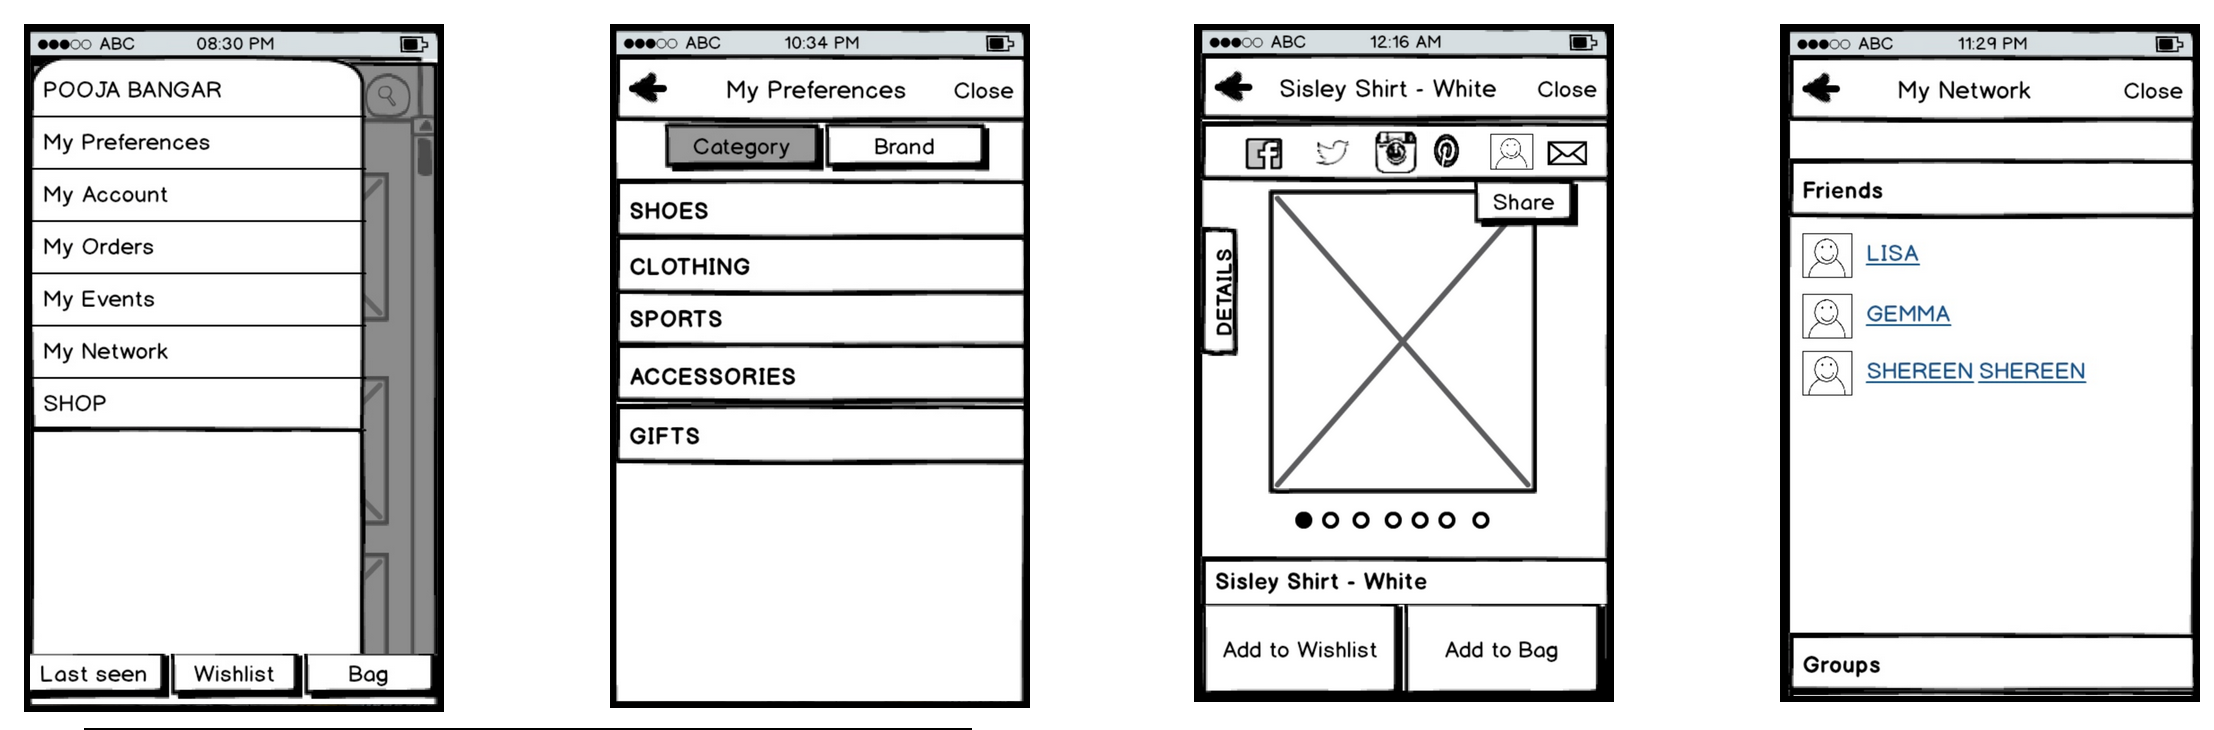 ABC 08:30 PM
POOJA BANGAR
My Preferences
My Account
My Orders
My Events
My Network
SHOP
Last seen Wishlist Bag
ABC 10:34 PM
My Preferences Close
Category Brand
SHOES
CLOTHING
SPORTS
ACCESSORIES
GIFTS
ABC 12:16 AM
Sisley Shirt - White Close
Share
DETAILS
Sisley Shirt - White
Add to Wishlist Add to Bag
ABC 11:29 PM
My Network Close
Friends
LISA
GEMMA
SHEREEN SHEREEN
Groups